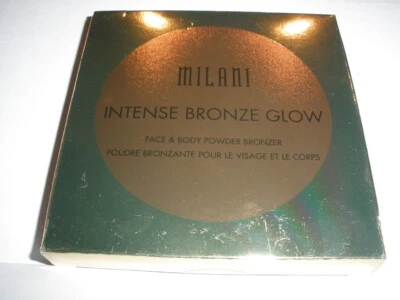 MILANI
INTENSE BRONZE GLOW
FACE & BODY POWDER BRONZER
POUDRE BRONZANTE POUR LE VISAGE ET LE CORPS